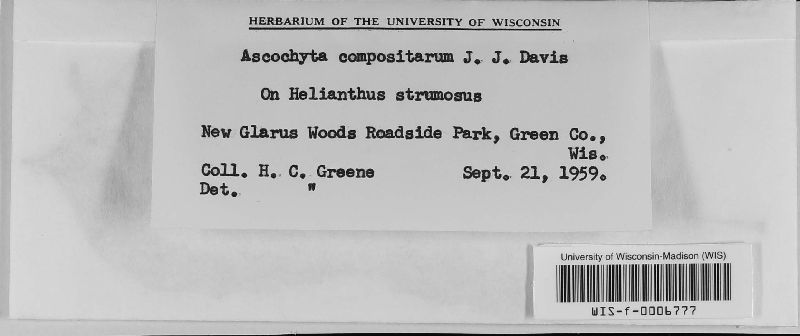 HERBARIUM OF THE UNIVERSITY OF WISCONSIN
Ascochyta compositarum J. J. Davis
On Helianthus strumosus
New Glarus Woods Roadside Park, Green Co.,
Wis.
Coll. H. C. Greene Sept. 21, 1959.
Det. "
University of Wisconsin-Madison (WIS)
WIS-f-0006777